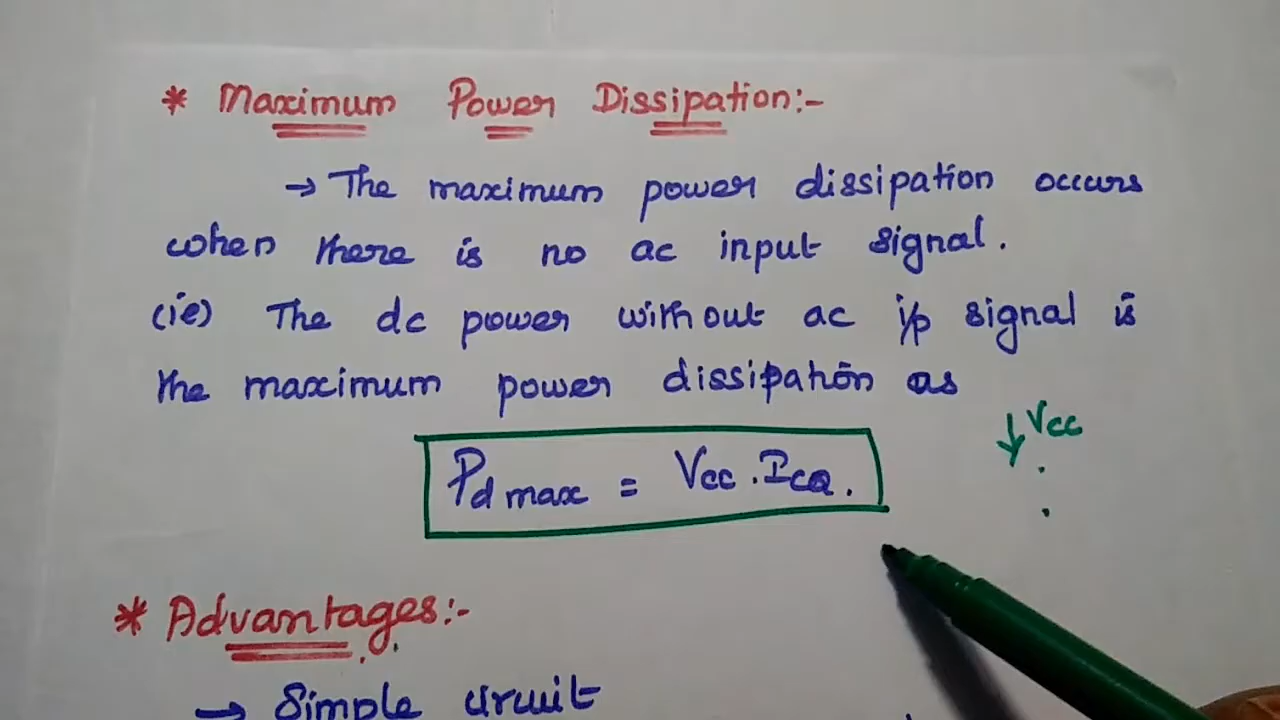 * Maximum Power Dissipation:-
→ The maximum power dissipation occurs
when there is no ac input signal.
(ie) The dc power without ac i/p signal is
the maximum power dissipation as
↓ Vcc
Pd max = Vcc . ICQ.
* Advantages:-
→ Simple circuit